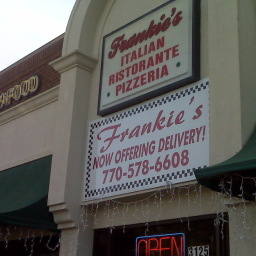 Frankie's
ITALIAN
RISTORANTE
PIZZERIA
Frankie's
NOW OFFERING DELIVERY!
770-578-6608
OPEN
3125